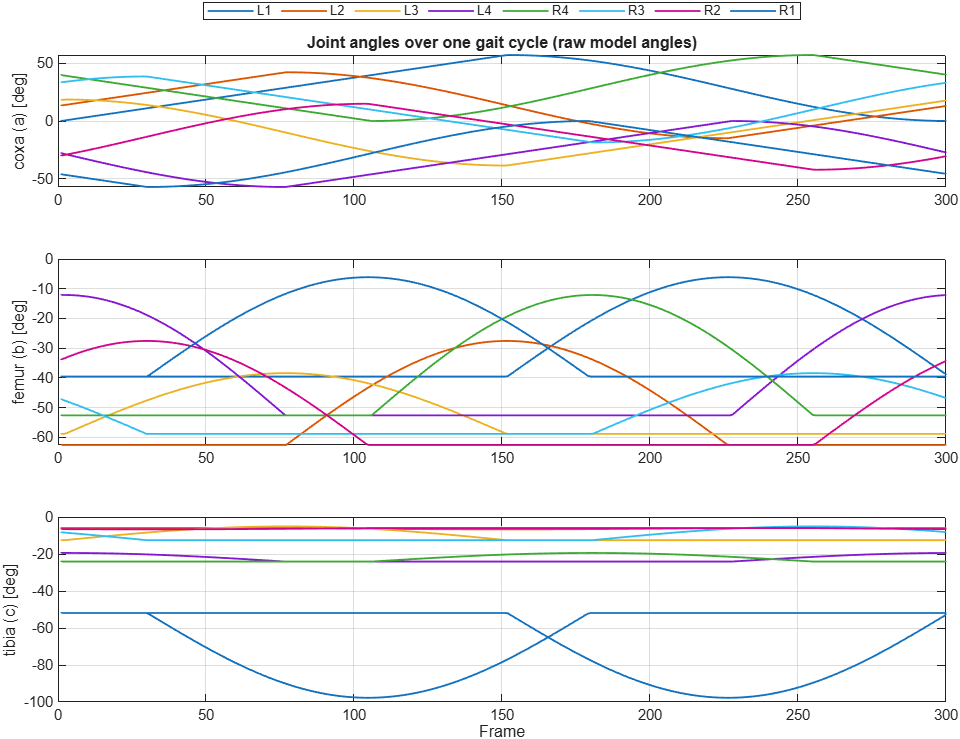 L1 L2 L3 L4 R4 R3 R2 R1
Joint angles over one gait cycle (raw model angles)
coxa (a) [deg]
50
0
-50
0 50 100 150 200 250 300
femur (b) [deg]
0
-10
-20
-30
-40
-50
-60
0 50 100 150 200 250 300
tibia (c) [deg]
0
-20
-40
-60
-80
-100
0 50 100 150 200 250 300
Frame